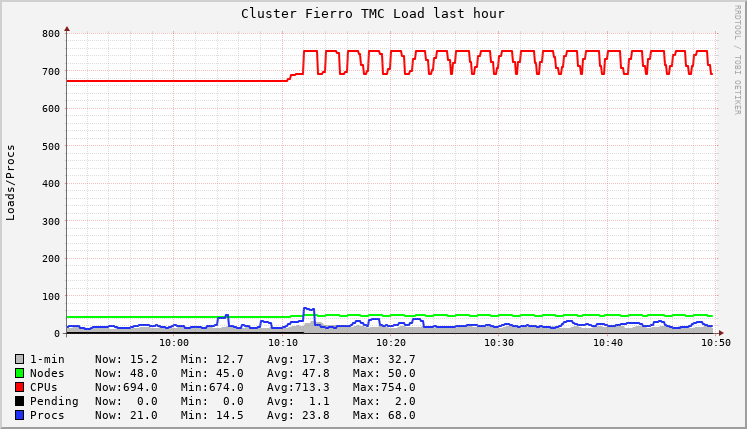 Cluster Fierro TMC Load last hour
RRDTOOL / TOBI OETIKER
Loads/Procs
800
700
600
500
400
300
200
100
0
10:00 10:10 10:20 10:30 10:40 10:50
1-min Now: 15.2 Min: 12.7 Avg: 17.3 Max: 32.7
Nodes Now: 48.0 Min: 45.0 Avg: 47.8 Max: 50.0
CPUs Now:694.0 Min:674.0 Avg:713.3 Max:754.0
Pending Now: 0.0 Min: 0.0 Avg: 1.1 Max: 2.0
Procs Now: 21.0 Min: 14.5 Avg: 23.8 Max: 68.0